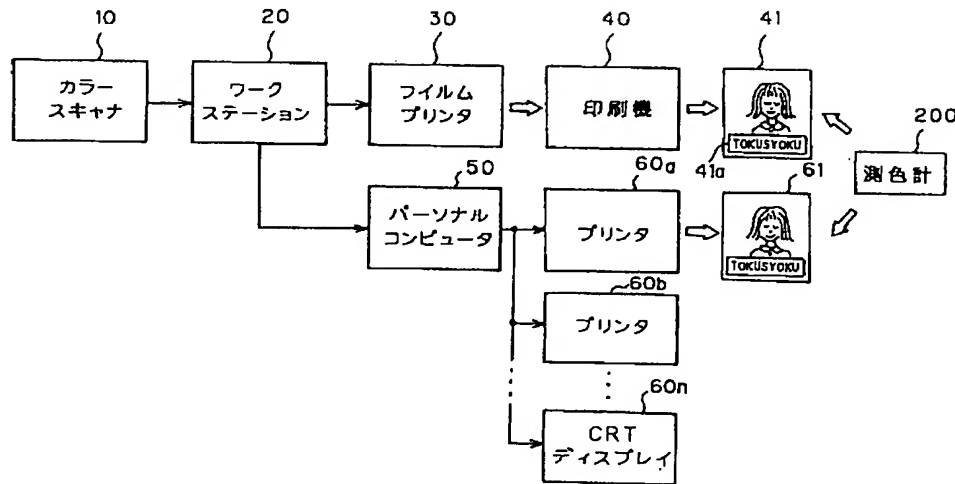 10
20
30
40
41
カラー
スキャナ
ワーク
ステーション
フイルム
プリンタ
印刷機
TOKUSYOKU
41a
200
測色計
50
60a
61
パーソナル
コンピュータ
プリンタ
TOKUSYOKU
60b
プリンタ
60n
CRT
ディスプレイ